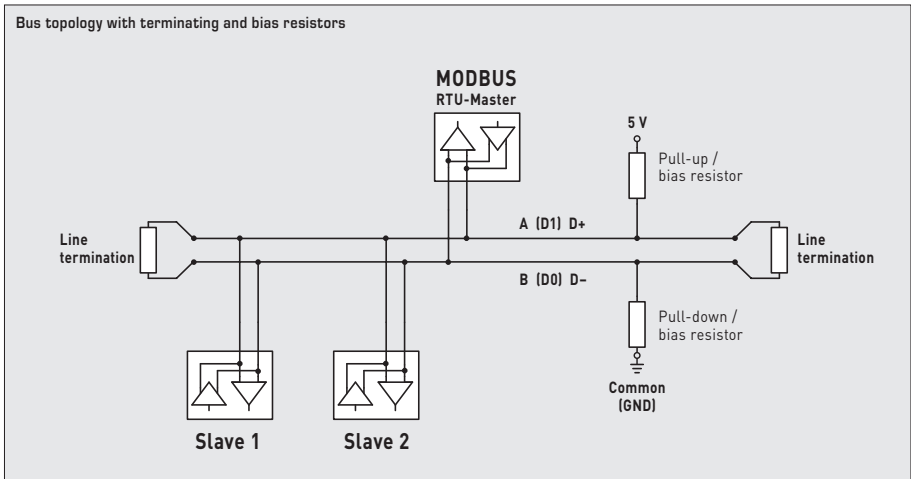 Bus topology with terminating and bias resistors
MODBUS
RTU-Master
5 V
Pull-up /
bias resistor
A (D1) D+
Line
termination
Line
termination
B (D0) D–
Pull-down /
bias resistor
Common
(GND)
Slave 1
Slave 2